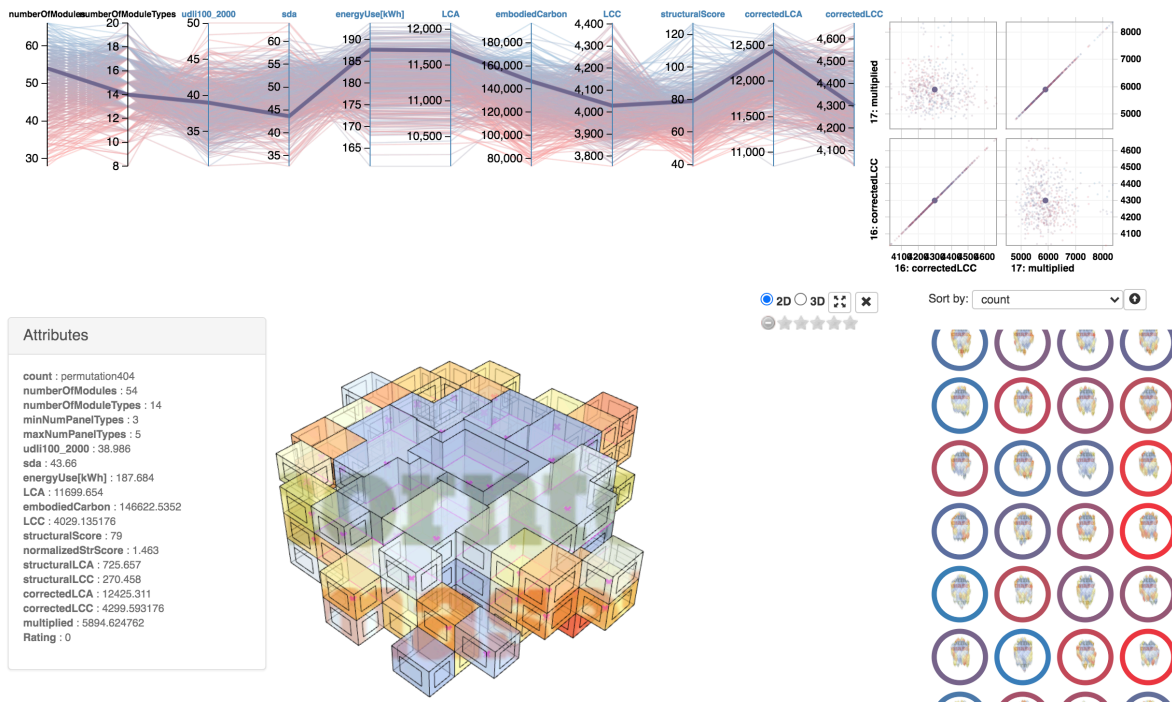 numberOfModules numberOfModuleTypes udli100_2000 sda energyUse[kWh] LCA embodiedCarbon LCC structuralScore correctedLCA correctedLCC
60 50 40 30
20 18 16 14 12 10 8
50 45 40 35
60 55 50 45 40 35
190 185 175 170 165
12,000 11,500 11,000 10,500
180,000 160,000 140,000 120,000 100,000 80,000
4,400 4,300 4,200 4,100 4,000 3,900 3,800
120 100 80 60 40
12,500 12,000 11,500 11,000
4,600 4,500 4,400 4,300 4,200 4,100
17: multiplied
8000
7000
6000
5000
16: correctedLCC
4600
4500
4400
4300
4200
4100
4100 4200 4300 4400 4500 4600 5000 6000 7000 8000
16: correctedLCC 17: multiplied
2D 3D
Sort by: count
Attributes
count : permutation404
numberOfModules : 54
numberOfModuleTypes : 14
minNumPanelTypes : 3
maxNumPanelTypes : 5
udli100_2000 : 38.986
sda : 43.66
energyUse[kWh] : 187.684
LCA : 11699.654
embodiedCarbon : 146622.5352
LCC : 4029.135176
structuralScore : 79
normalizedStrScore : 1.463
structuralLCA : 725.657
structuralLCC : 270.458
correctedLCA : 12425.311
correctedLCC : 4299.593176
multiplied : 5894.624762
Rating : 0